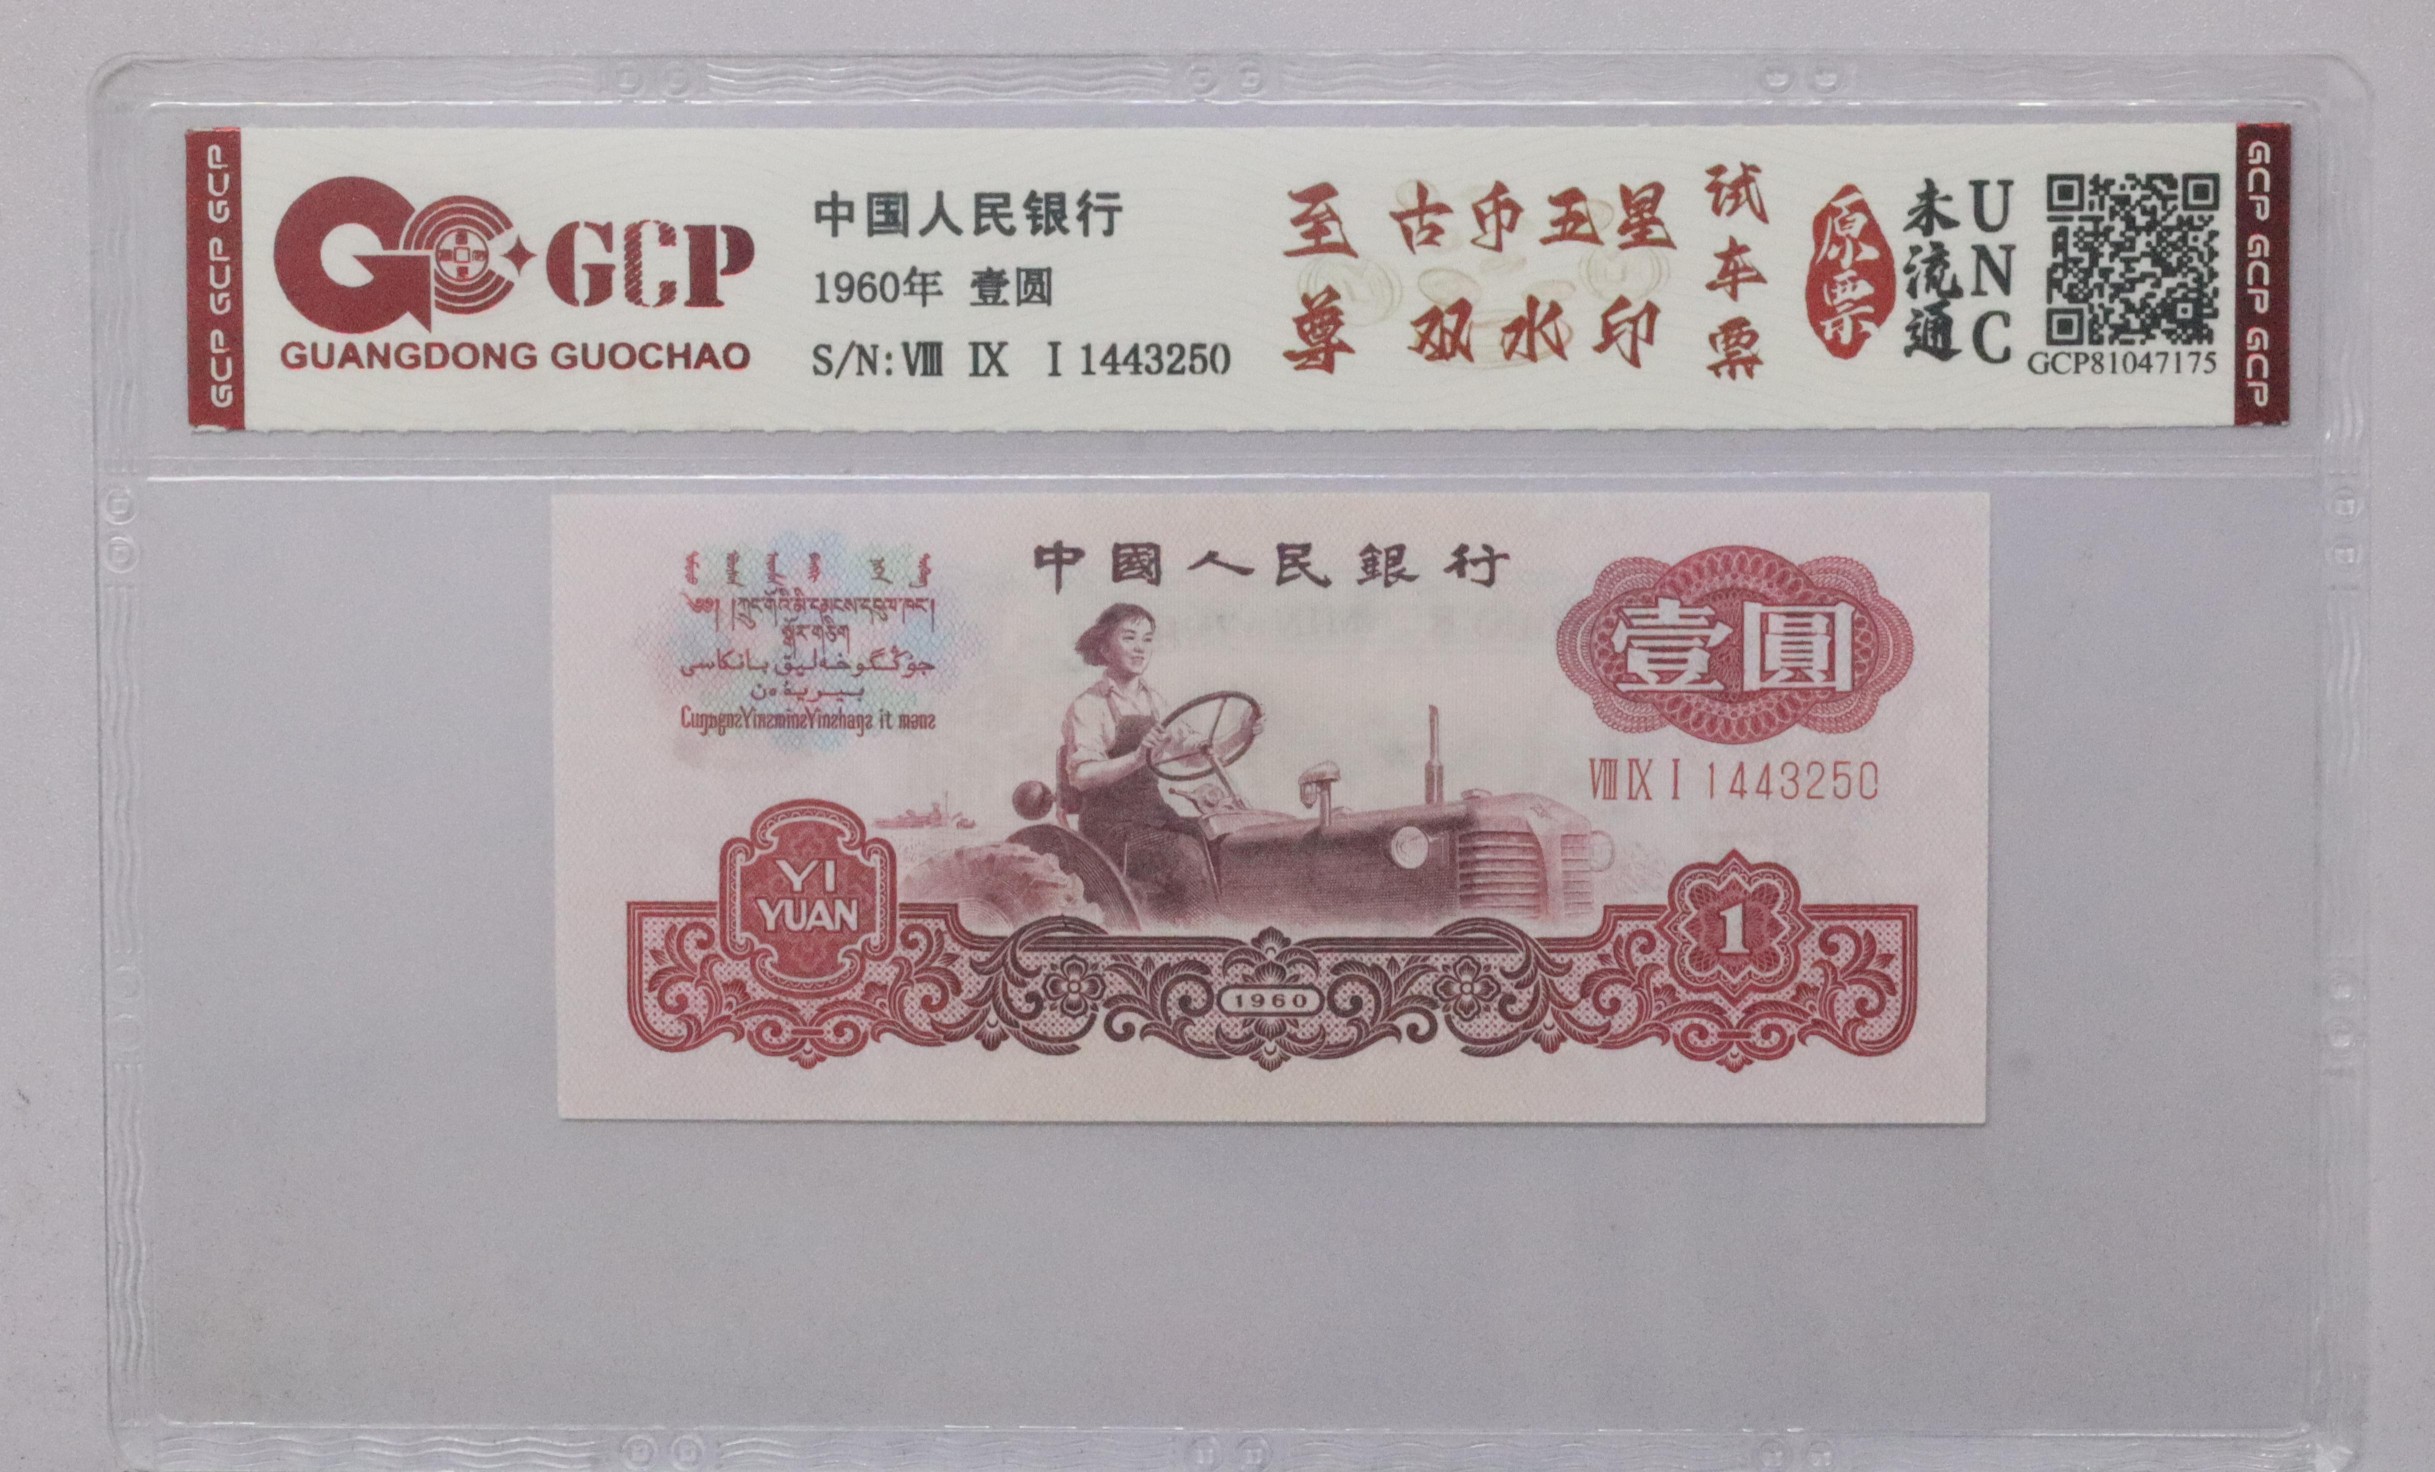 GCP GCP GCP
GCP
GUANGDONG GUOCHAO
中国人民银行
1960年 壹圆
S/N: Ⅷ Ⅸ Ⅰ 1443250
至尊
古币五星
双水印
试车票
原票
未流通
UNC
GCP81047175
GCP GCP GCP
中國人民銀行
壹圓
Ⅷ Ⅸ Ⅰ 1443250
YI
YUAN
1
1960